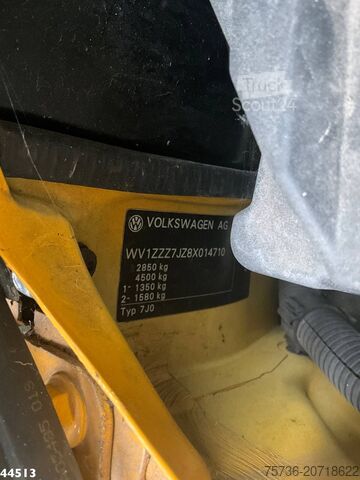 Truck
Scout24
VOLKSWAGEN AG
WV1ZZZ7JZ8X014710
2850 kg
4500 kg
1- 1350 kg
2- 1580 kg
Typ 7J0
44513
75736-20718622